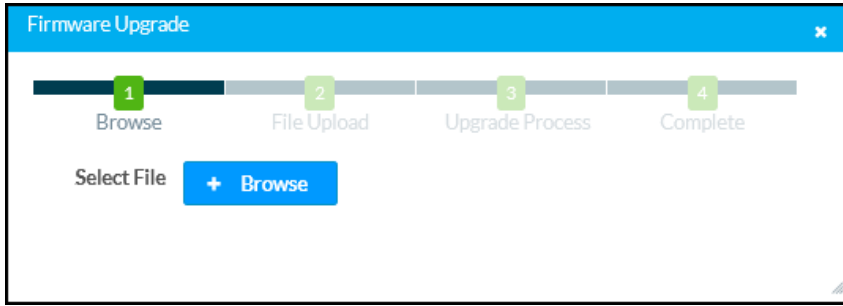 Firmware Upgrade
1 2 3 4
Browse File Upload Upgrade Process Complete
Select File + Browse